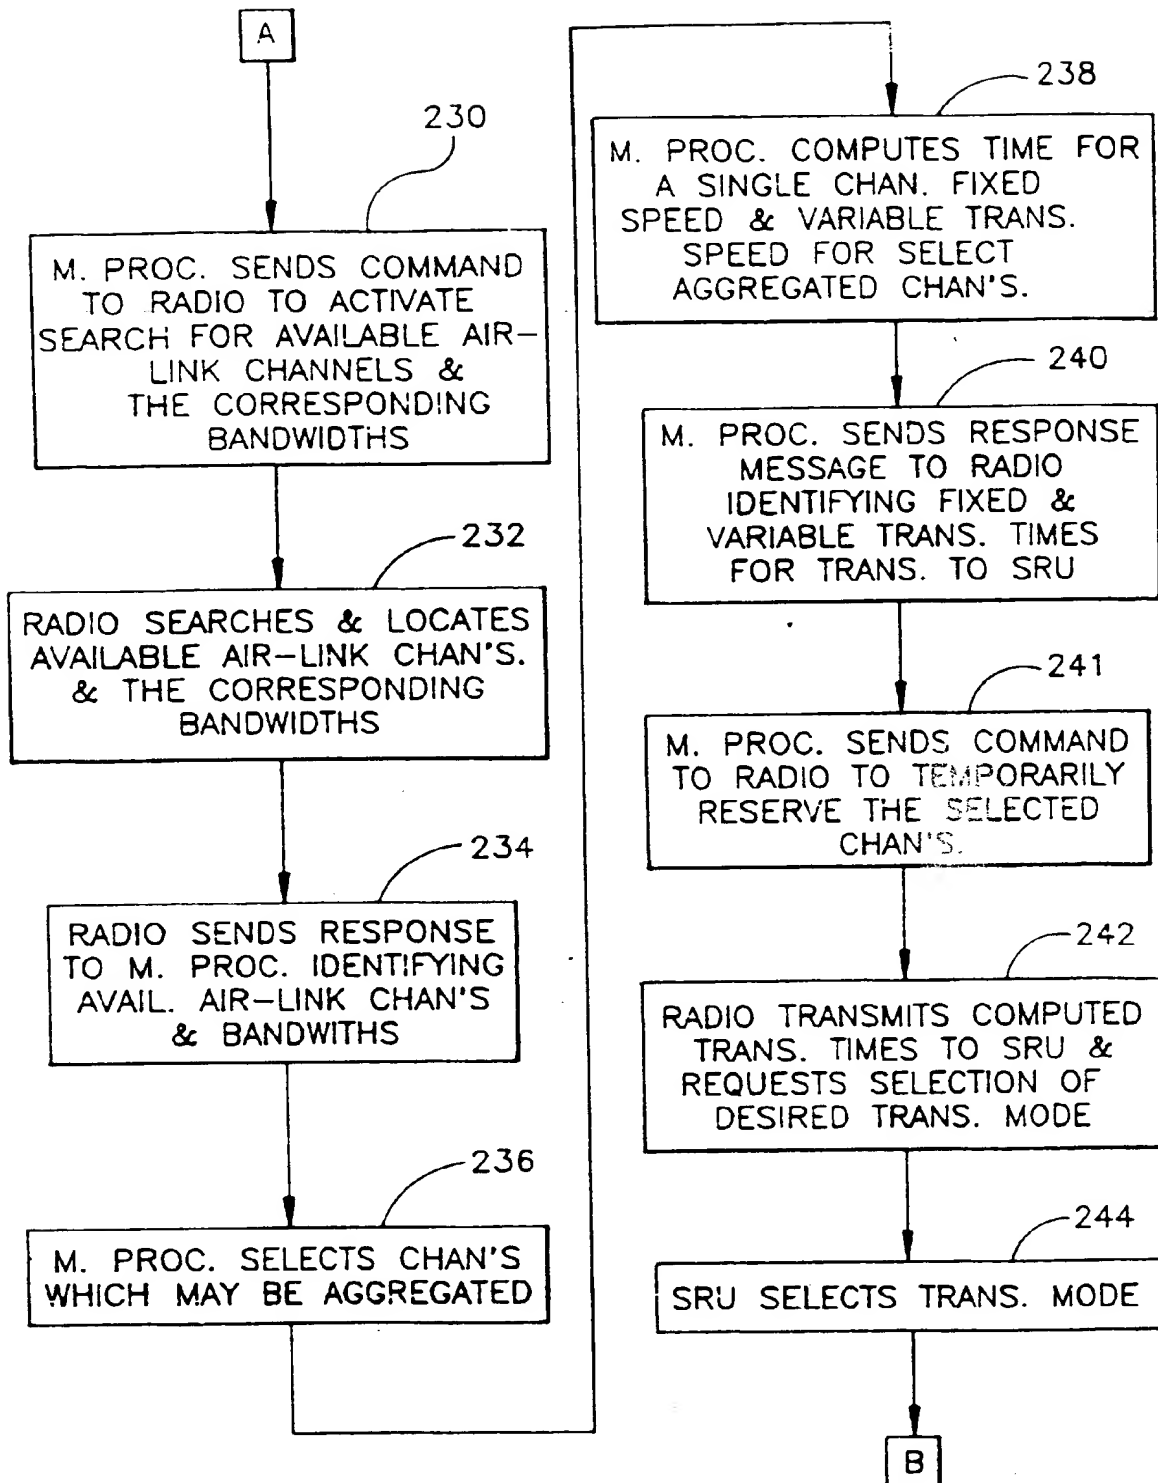 A
230
M. PROC. SENDS COMMAND
TO RADIO TO ACTIVATE
SEARCH FOR AVAILABLE AIR-
LINK CHANNELS &
THE CORRESPONDING
BANDWIDTHS
232
RADIO SEARCHES & LOCATES
AVAILABLE AIR-LINK CHAN'S.
& THE CORRESPONDING
BANDWIDTHS
234
RADIO SENDS RESPONSE
TO M. PROC. IDENTIFYING
AVAIL. AIR-LINK CHAN'S
& BANDWITHS
236
M. PROC. SELECTS CHAN'S
WHICH MAY BE AGGREGATED
238
M. PROC. COMPUTES TIME FOR
A SINGLE CHAN. FIXED
SPEED & VARIABLE TRANS.
SPEED FOR SELECT
AGGREGATED CHAN'S.
240
M. PROC. SENDS RESPONSE
MESSAGE TO RADIO
IDENTIFYING FIXED &
VARIABLE TRANS. TIMES
FOR TRANS. TO SRU
241
M. PROC. SENDS COMMAND
TO RADIO TO TEMPORARILY
RESERVE THE SELECTED
CHAN'S.
242
RADIO TRANSMITS COMPUTED
TRANS. TIMES TO SRU &
REQUESTS SELECTION OF
DESIRED TRANS. MODE
244
SRU SELECTS TRANS. MODE
B